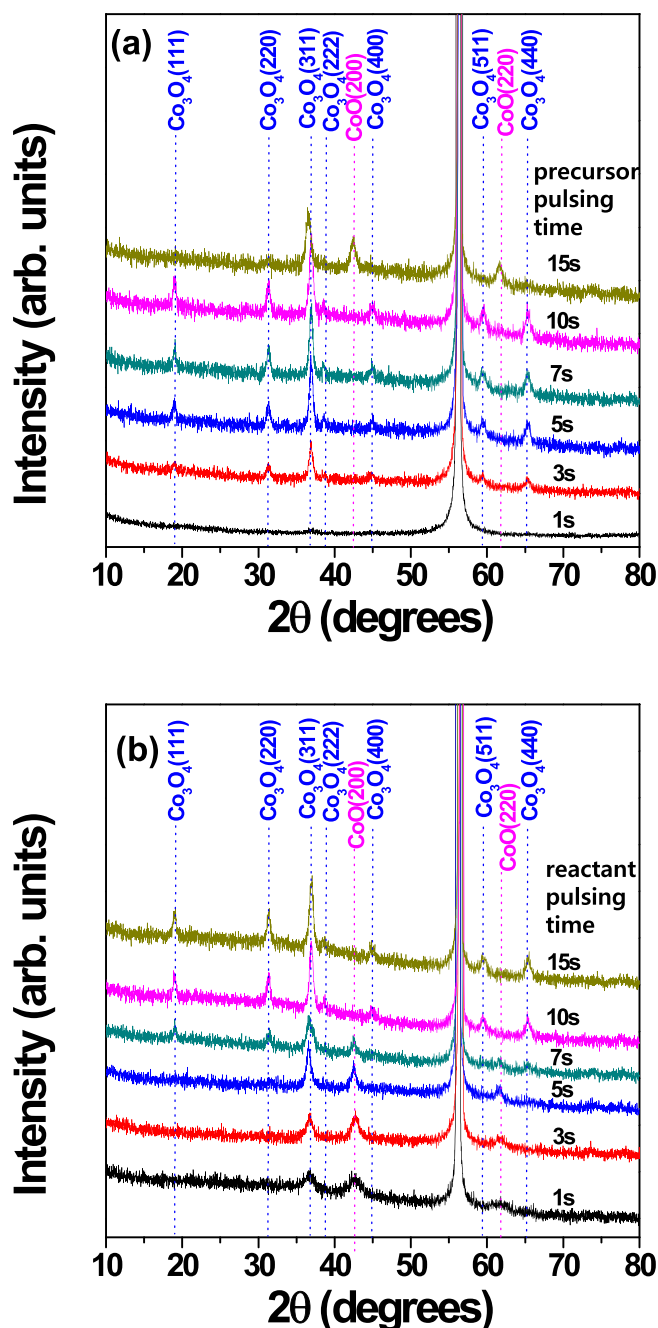 (a)
Co3O4(111)
Co3O4(220)
Co3O4(311)
Co3O4(222)
CoO(200)
Co3O4(400)
Co3O4(511)
CoO(220)
Co3O4(440)
precursor
pulsing
time
15s
10s
7s
5s
3s
1s
Intensity (arb. units)
10 20 30 40 50 60 70 80
2θ (degrees)
(b)
Co3O4(111)
Co3O4(220)
Co3O4(311)
Co3O4(222)
CoO(200)
Co3O4(400)
Co3O4(511)
CoO(220)
Co3O4(440)
reactant
pulsing
time
15s
10s
7s
5s
3s
1s
Intensity (arb. units)
10 20 30 40 50 60 70 80
2θ (degrees)